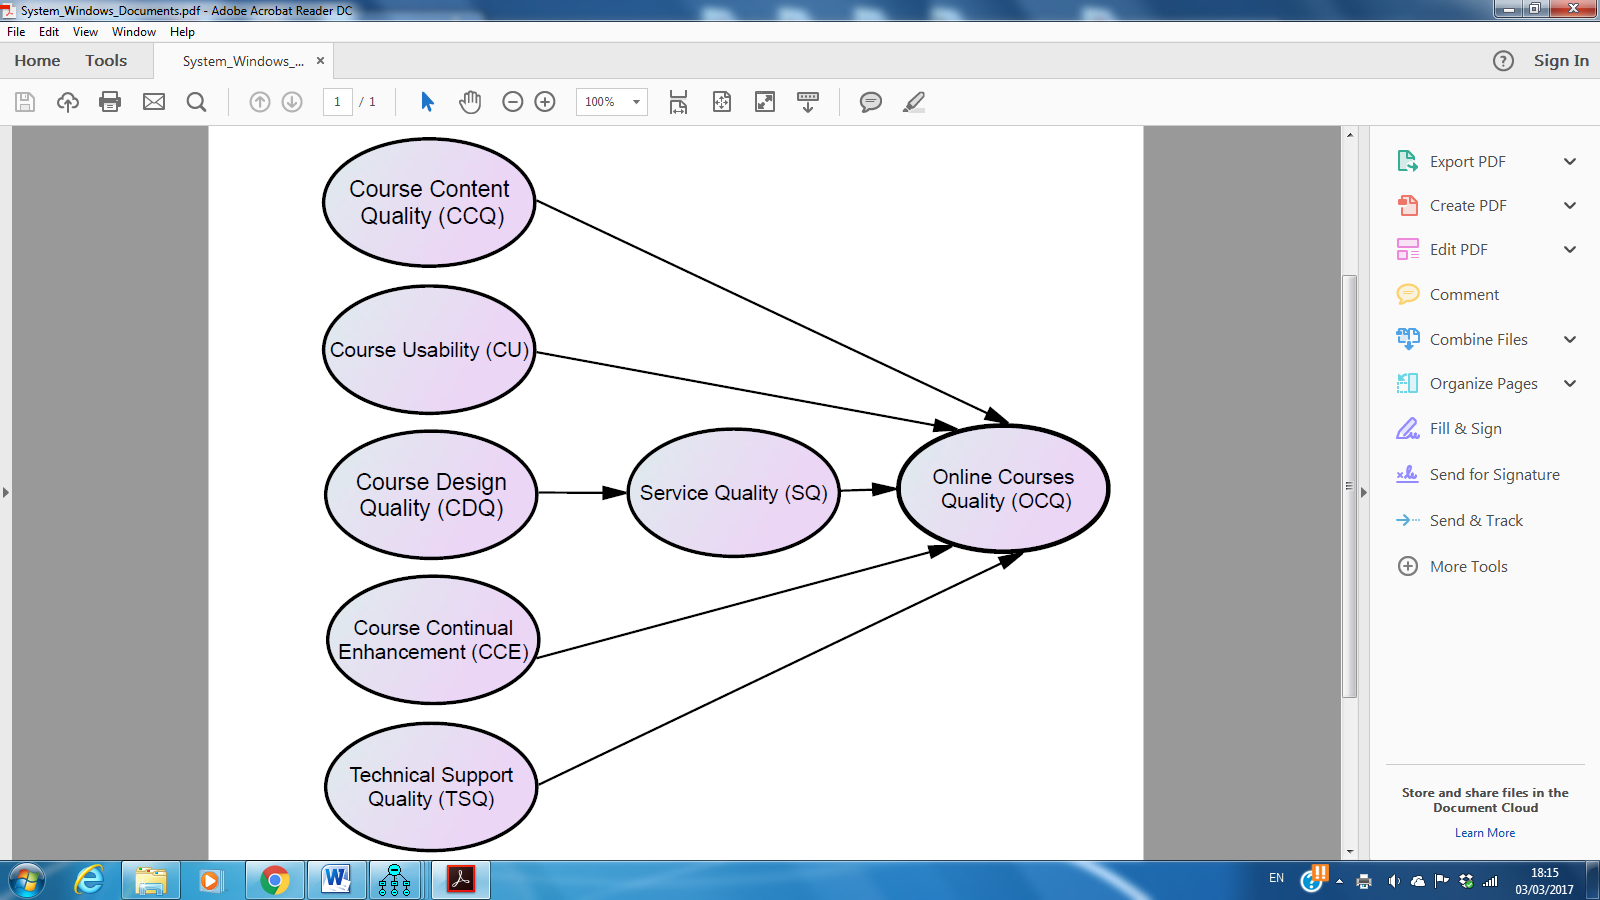 System_Windows_Documents.pdf - Adobe Acrobat Reader DC
File Edit View Window Help
Home Tools System_Windows_... × ? Sign In
1 / 1 100%
Course Content
Quality (CCQ)
Course Usability (CU)
Course Design
Quality (CDQ)
Service Quality (SQ)
Online Courses
Quality (OCQ)
Course Continual
Enhancement (CCE)
Technical Support
Quality (TSQ)
Export PDF
Create PDF
Edit PDF
Comment
Combine Files
Organize Pages
Fill & Sign
Send for Signature
Send & Track
More Tools
Store and share files in the
Document Cloud
Learn More
EN
18:15
03/03/2017